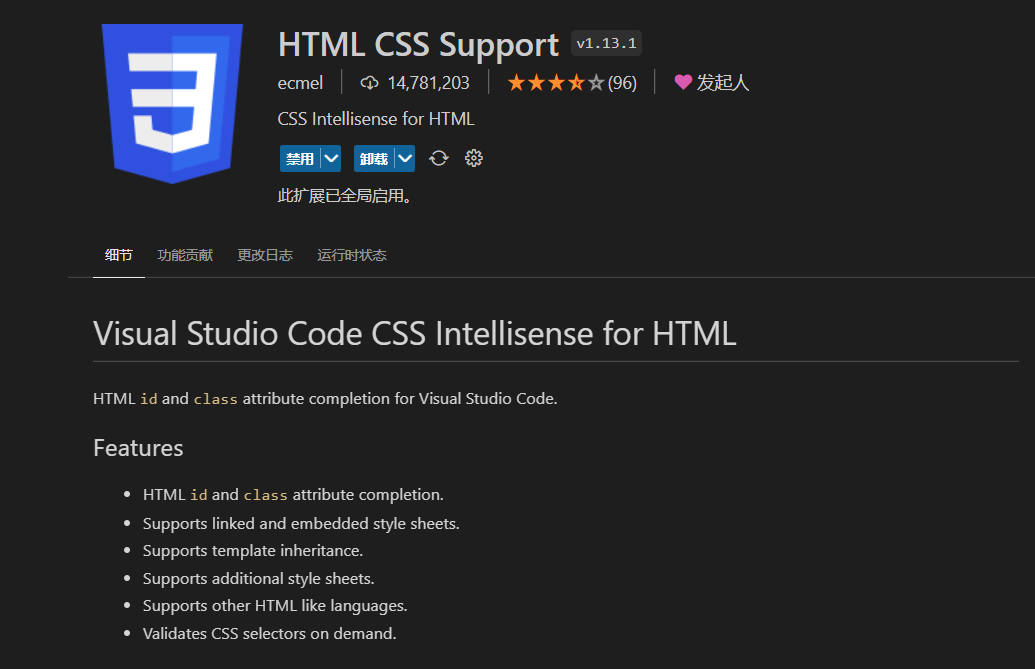 HTML CSS Support v1.13.1
ecmel 14,781,203 (96) 发起人
CSS Intellisense for HTML
禁用 卸载
此扩展已全局启用。
细节 功能贡献 更改日志 运行时状态
Visual Studio Code CSS Intellisense for HTML
HTML id and class attribute completion for Visual Studio Code.
Features
• HTML id and class attribute completion.
• Supports linked and embedded style sheets.
• Supports template inheritance.
• Supports additional style sheets.
• Supports other HTML like languages.
• Validates CSS selectors on demand.